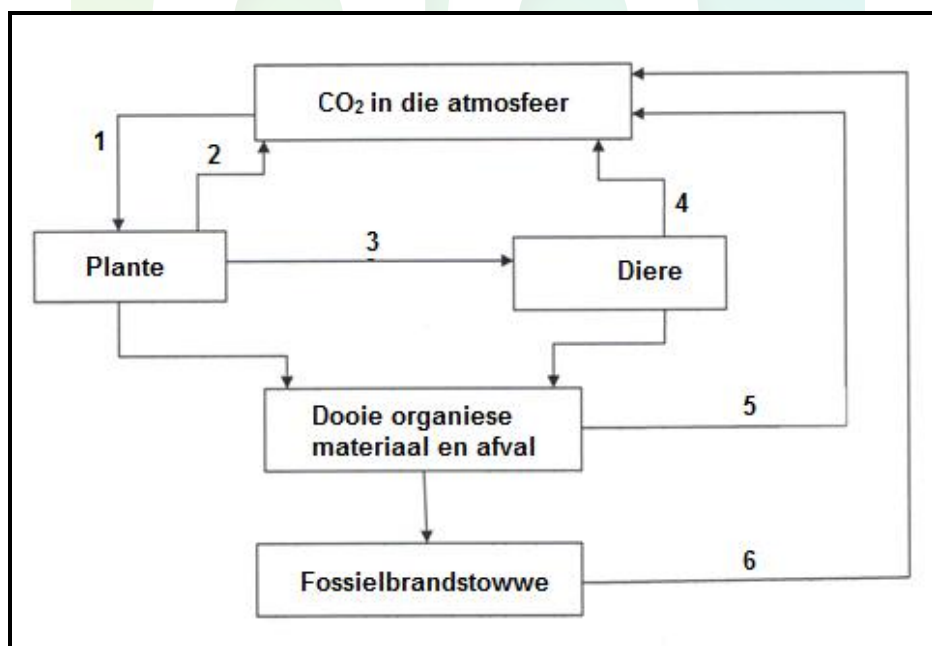 CO₂ in die atmosfeer
1
2
4
3
Plante
Diere
Dooie organiese
materiaal en afval
5
Fossielbrandstowwe
6